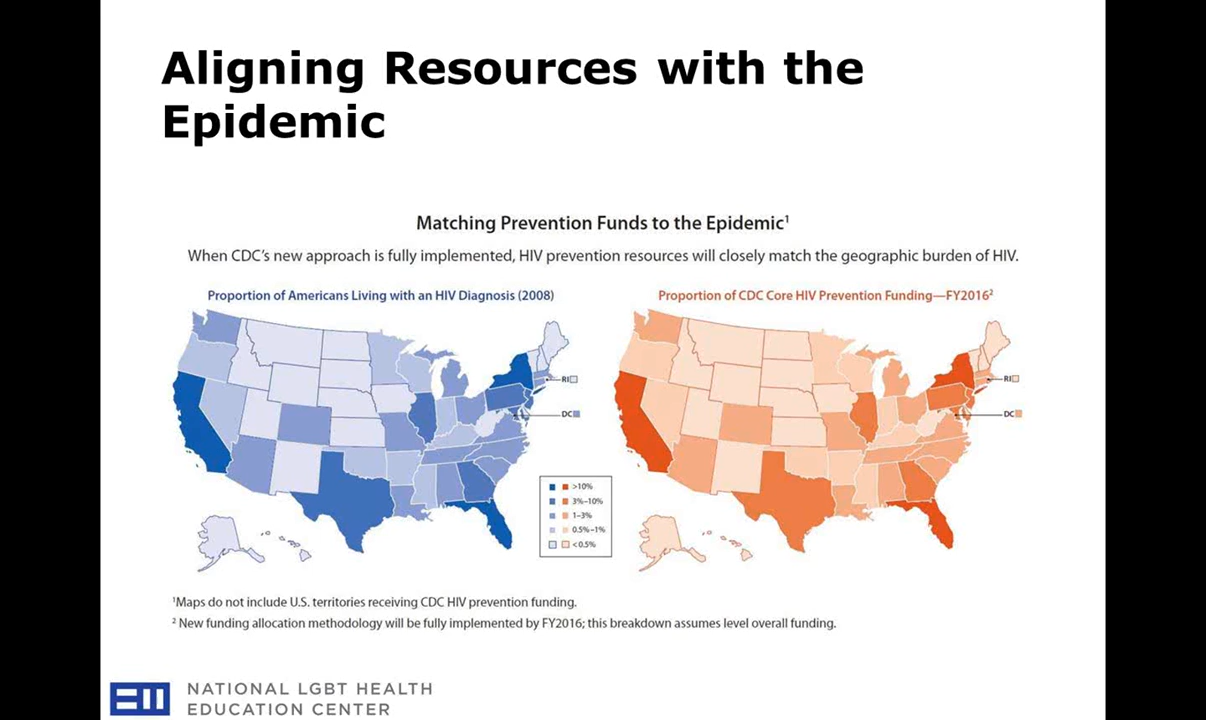 Aligning Resources with the
Epidemic
Matching Prevention Funds to the Epidemic¹
When CDC's new approach is fully implemented, HIV prevention resources will closely match the geographic burden of HIV.
Proportion of Americans Living with an HIV Diagnosis (2008)
Proportion of CDC Core HIV Prevention Funding—FY2016²
RI
DC
RI
DC
>10%
3%–10%
1–3%
0.5%–1%
<0.5%
¹Maps do not include U.S. territories receiving CDC HIV prevention funding.
² New funding allocation methodology will be fully implemented by FY2016; this breakdown assumes level overall funding.
NATIONAL LGBT HEALTH
EDUCATION CENTER